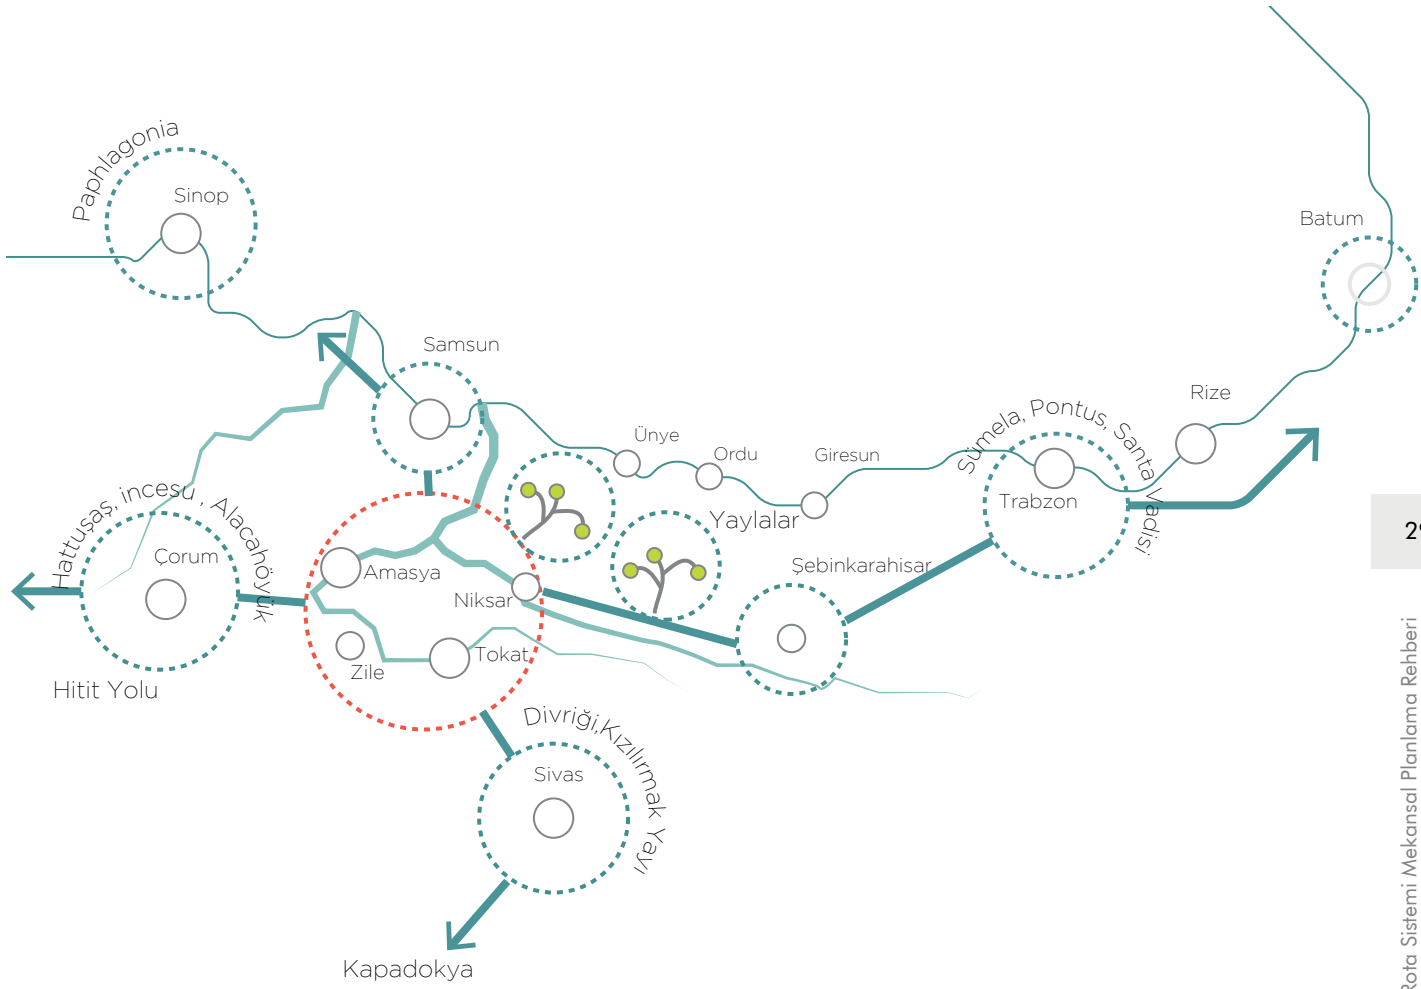 Paphlagonia
Sinop
Batum
Samsun
Rize
Ünye
Ordu
Giresun
Sümela, Pontus, Santa Vadisi
Trabzon
Yaylalar
Hattuşaş, incesu , Alacahöyük
Çorum
Amasya
Niksar
Şebinkarahisar
Zile
Tokat
Hitit Yolu
Divriği,Kızılırmak Yayı
Sivas
Kapadokya
Rota Sistemi Mekansal Planlama Rehberi